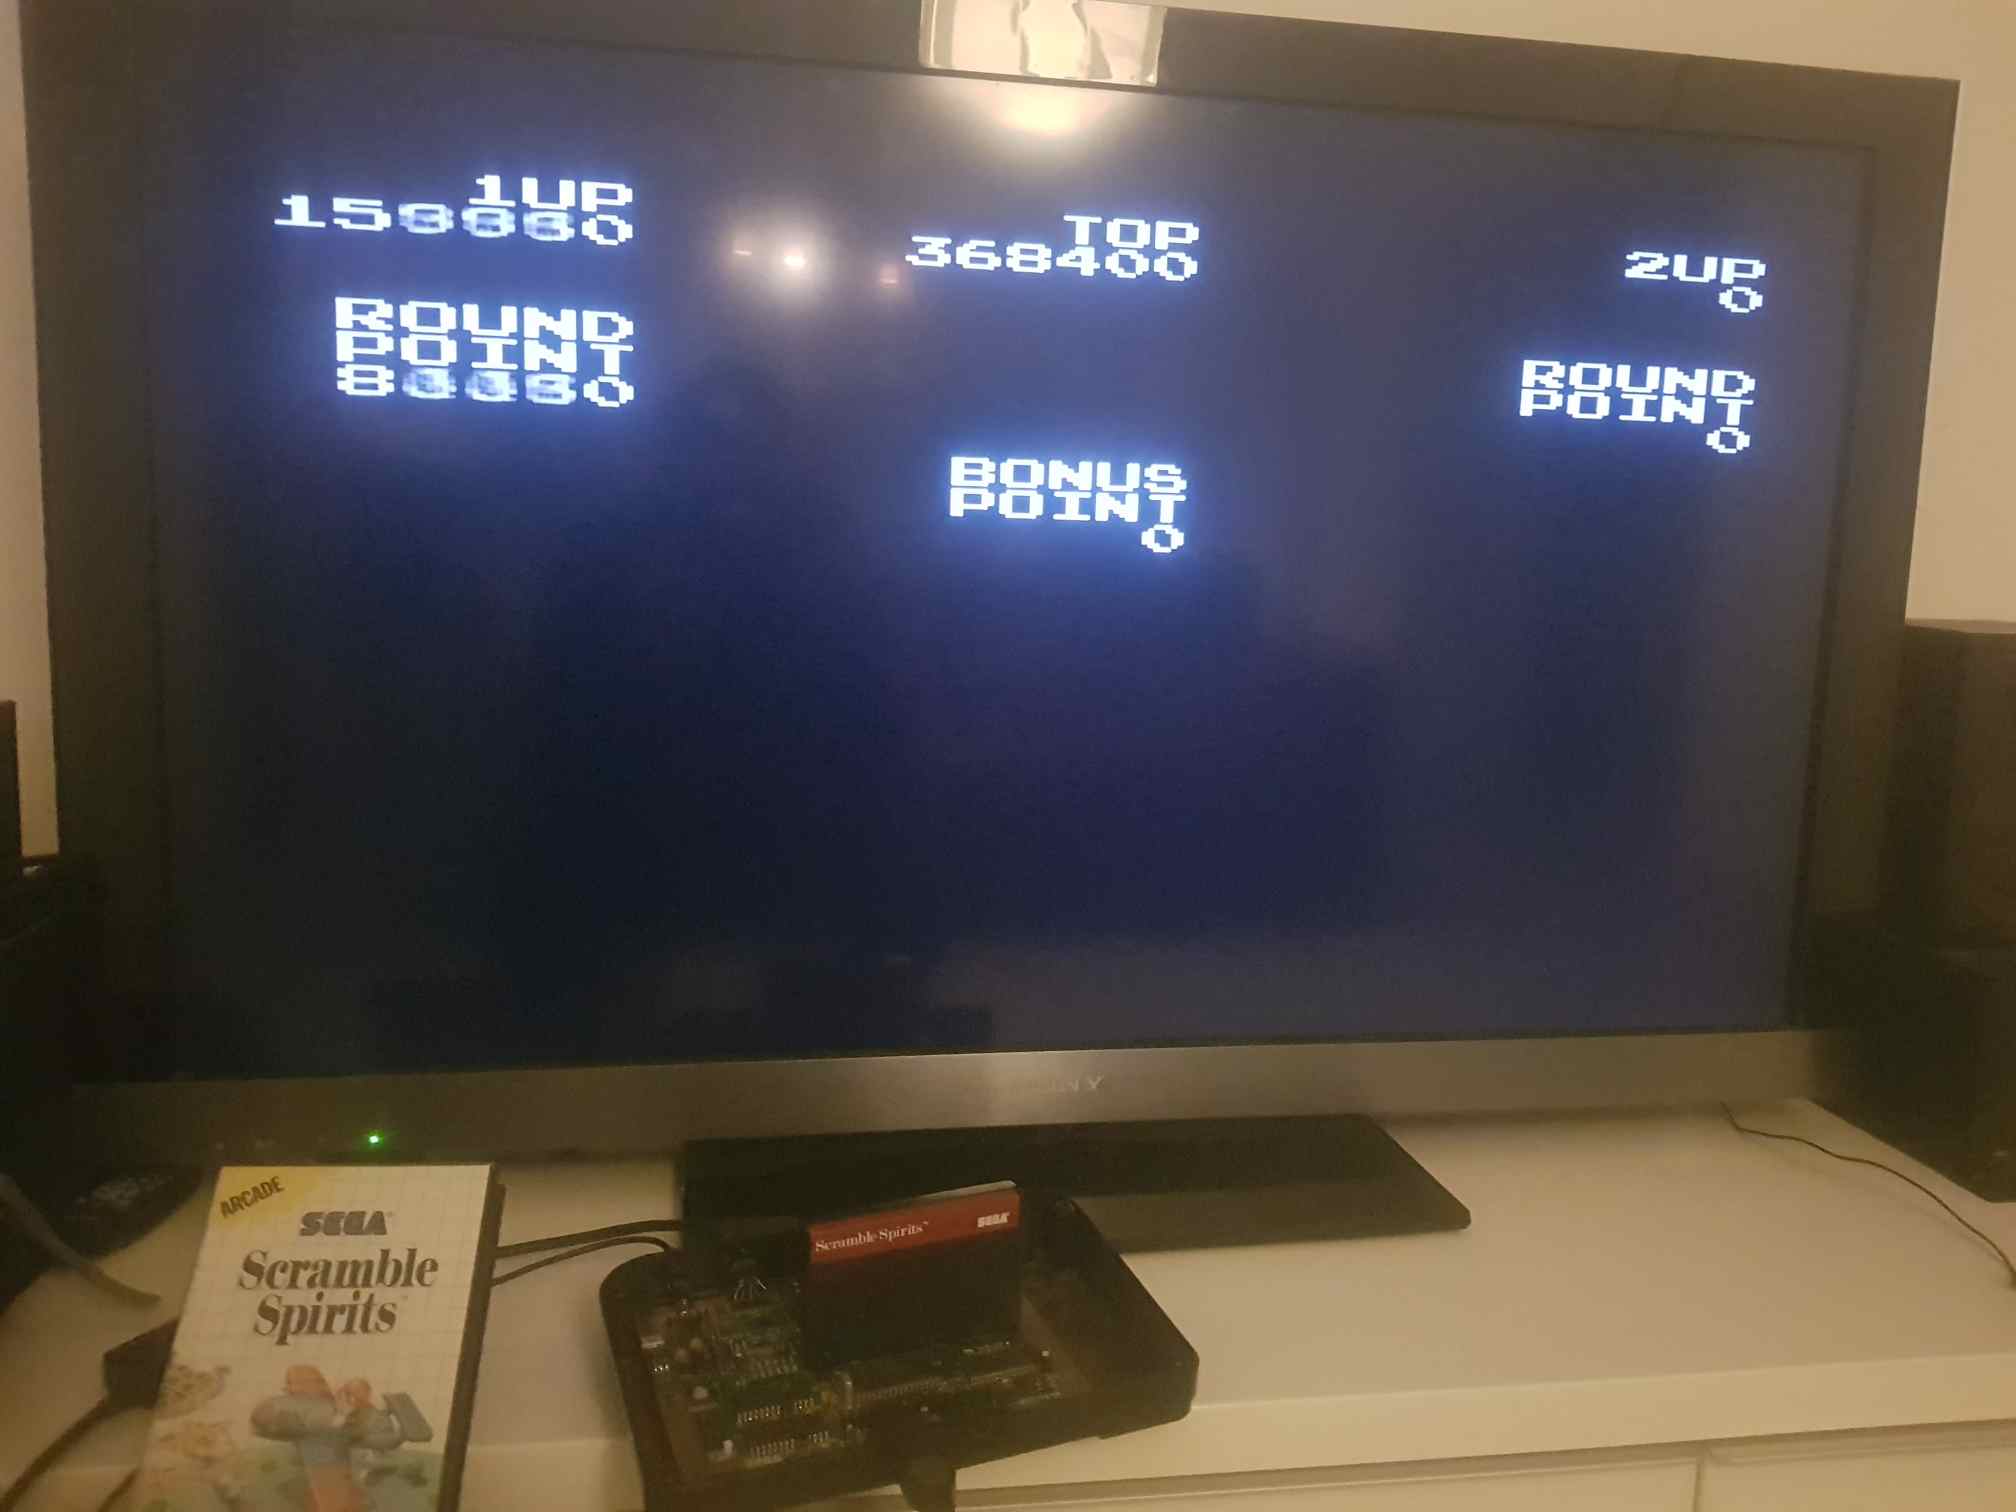 1UP
TOP
368400
2UP
0
ROUND
POINT
ROUND
POINT
0
BONUS
POINT
0
ARCADE
SEGA
Scramble
Spirits
Scramble Spirits™
SEGA